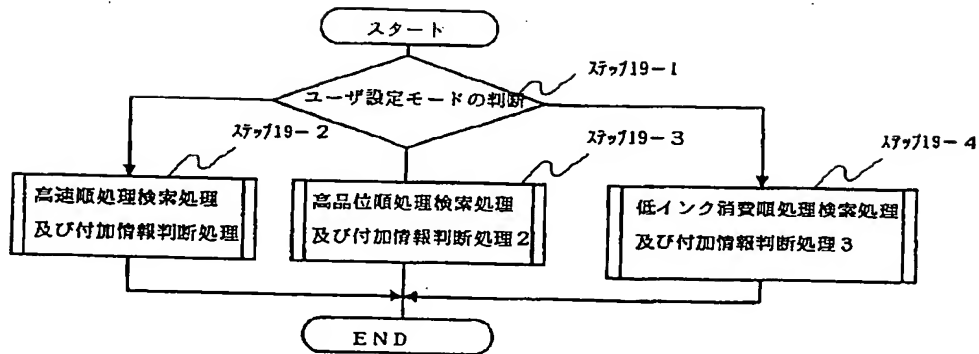 スタート
ステップ19-1
ユーザ設定モードの判断
ステップ19-2
ステップ19-3
ステップ19-4
高速順処理検索処理
及び付加情報判断処理
高品位順処理検索処理
及び付加情報判断処理2
低インク消費順処理検索処理
及び付加情報判断処理3
END